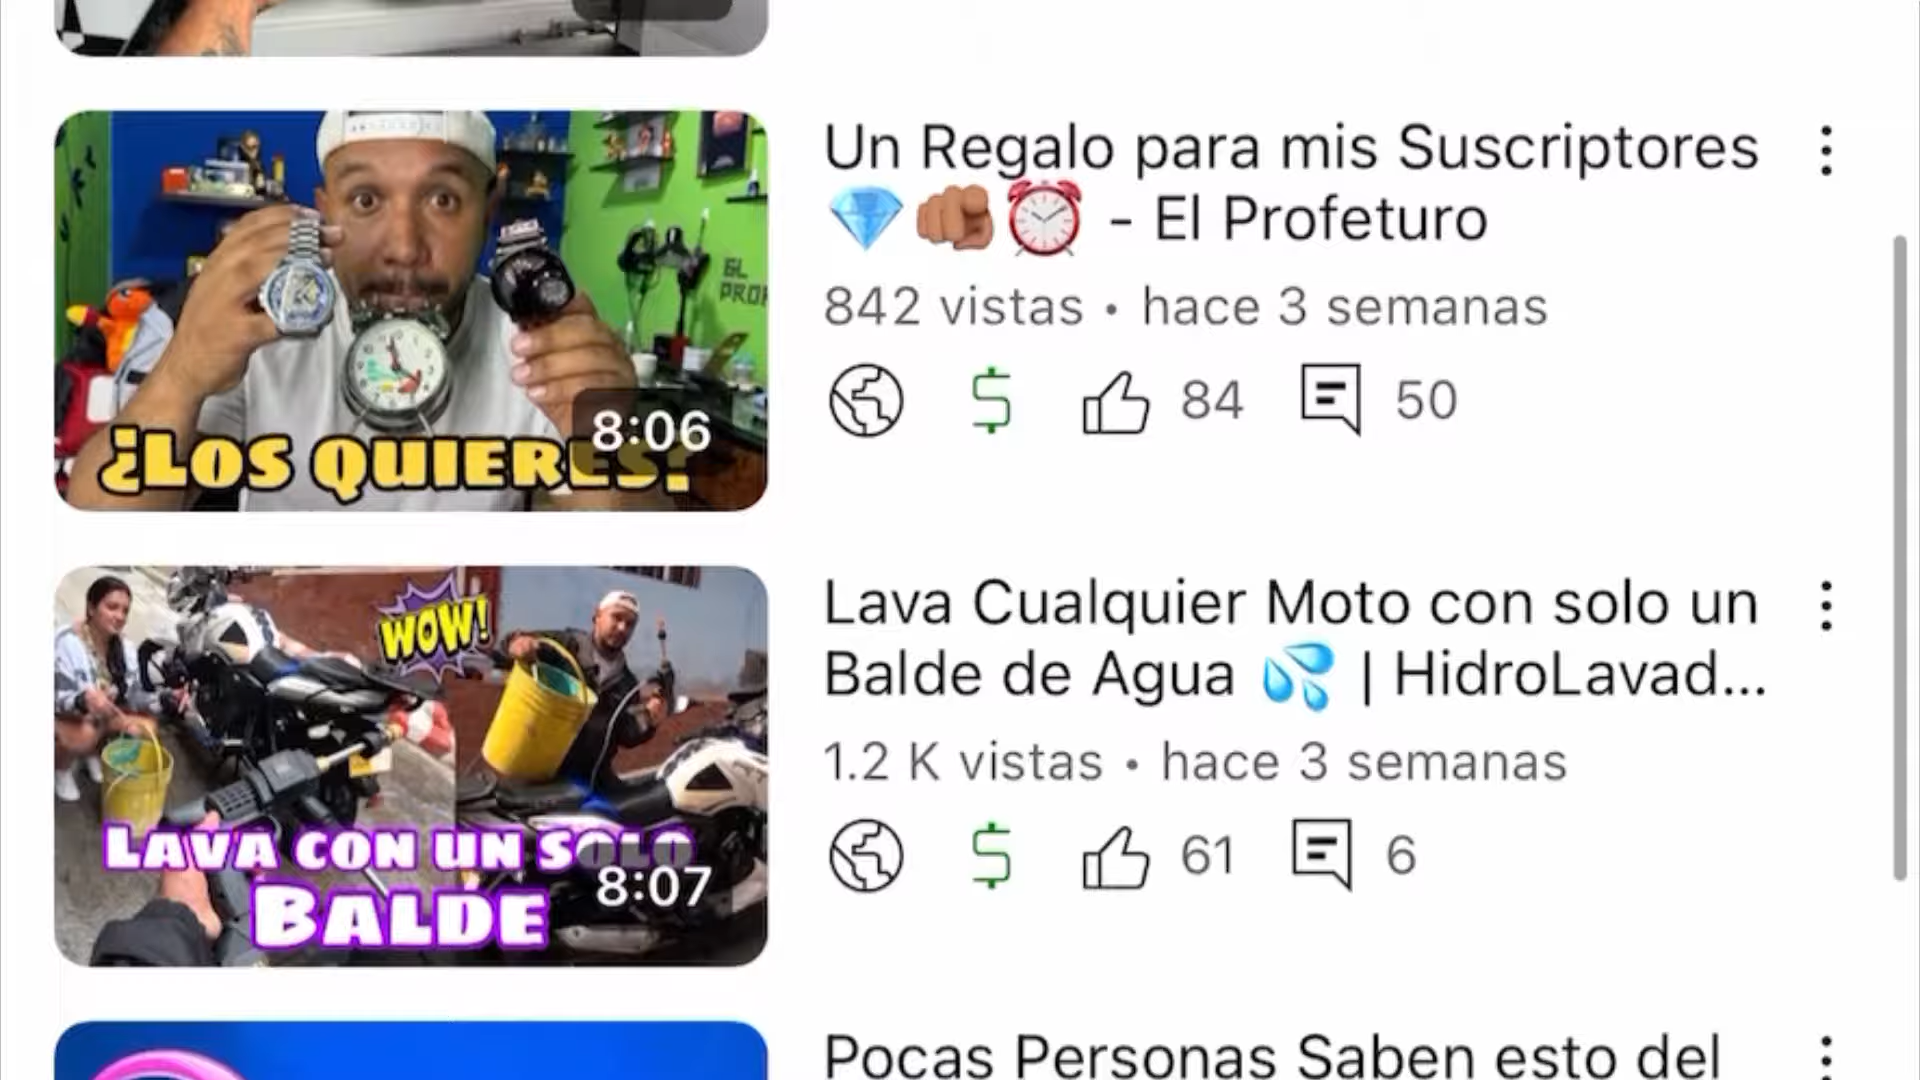 Un Regalo para mis Suscriptores
💎👉🏾⏰ - El Profeturo
842 vistas • hace 3 semanas
84 50
GL
PROF
¿LOS QUIERES?
8:06
Lava Cualquier Moto con solo un
Balde de Agua 💦 | HidroLavad...
1.2 K vistas • hace 3 semanas
61 6
WOW!
LAVA CON UN SOLO
BALDE
8:07
Pocas Personas Saben esto del